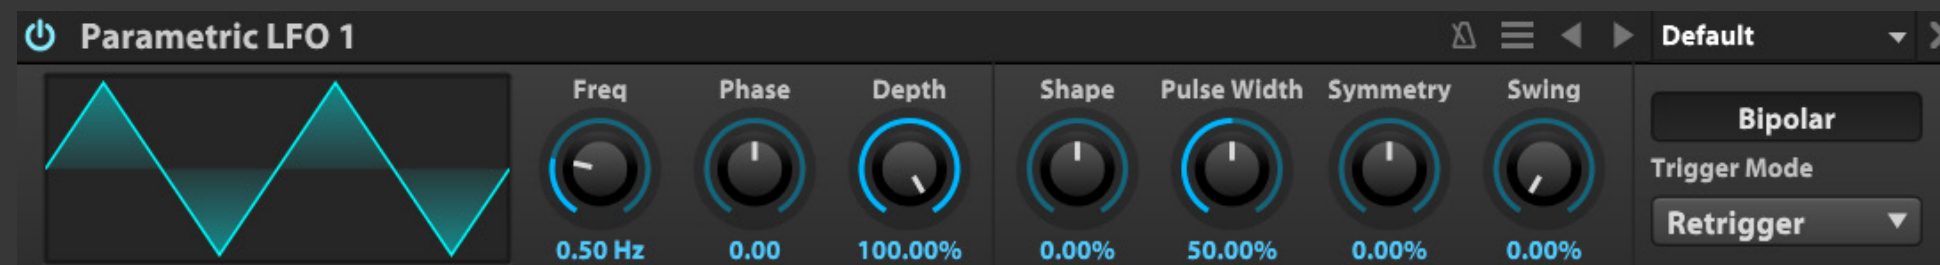 Parametric LFO 1
Default
Freq
Phase
Depth
Shape
Pulse Width
Symmetry
Swing
0.50 Hz
0.00
100.00%
0.00%
50.00%
0.00%
0.00%
Bipolar
Trigger Mode
Retrigger